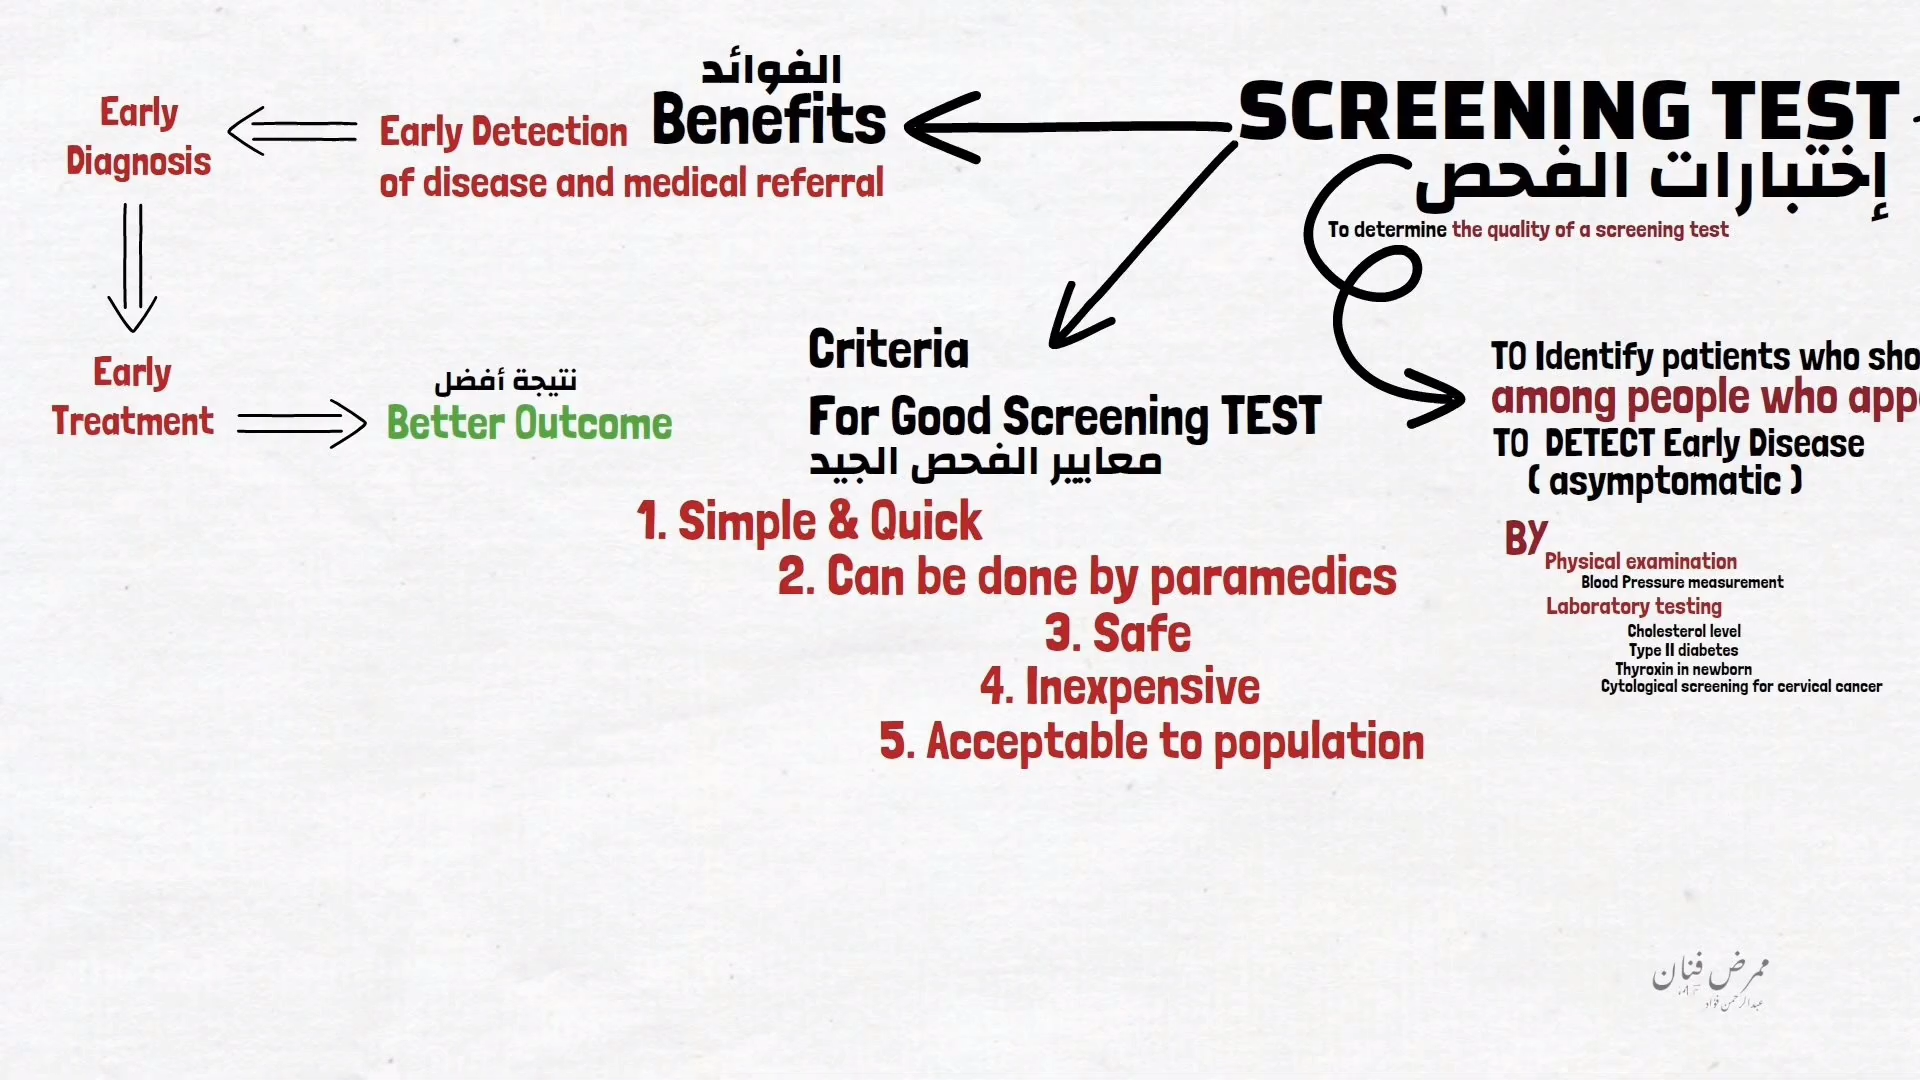 SCREENING TEST
إختبارات الفحص
To determine the quality of a screening test
الفوائد
Benefits
Early Detection
of disease and medical referral
Early
Diagnosis
Early
Treatment
نتيجة أفضل
Better Outcome
Criteria
For Good Screening TEST
معايير الفحص الجيد
1. Simple & Quick
2. Can be done by paramedics
3. Safe
4. Inexpensive
5. Acceptable to population
TO Identify patients who
among people who
TO DETECT Early Disease
( asymptomatic )
BY
Physical examination
Blood Pressure measurement
Laboratory testing
Cholesterol level
Type II diabetes
Thyroxin in newborn
Cytological screening for cervical cancer
ممرض فنان
عبدالرحمن فؤاد